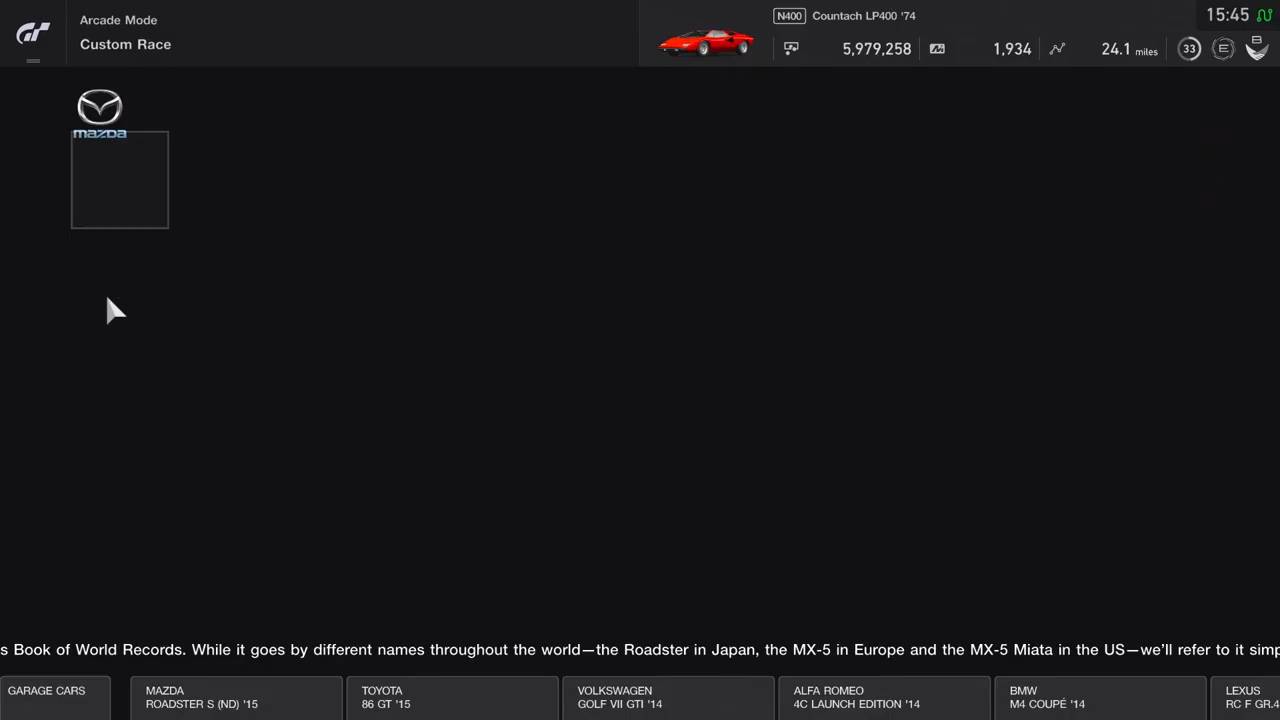 Arcade Mode
Custom Race
N400 Countach LP400 '74
5,979,258
1,934
24.1 miles
33
E
B
15:45
mazda
s Book of World Records. While it goes by different names throughout the world—the Roadster in Japan, the MX-5 in Europe and the MX-5 Miata in the US—we'll refer to it simp
GARAGE CARS
MAZDA
ROADSTER S (ND) '15
TOYOTA
86 GT '15
VOLKSWAGEN
GOLF VII GTI '14
ALFA ROMEO
4C LAUNCH EDITION '14
BMW
M4 COUPÉ '14
LEXUS
RC F GR.4